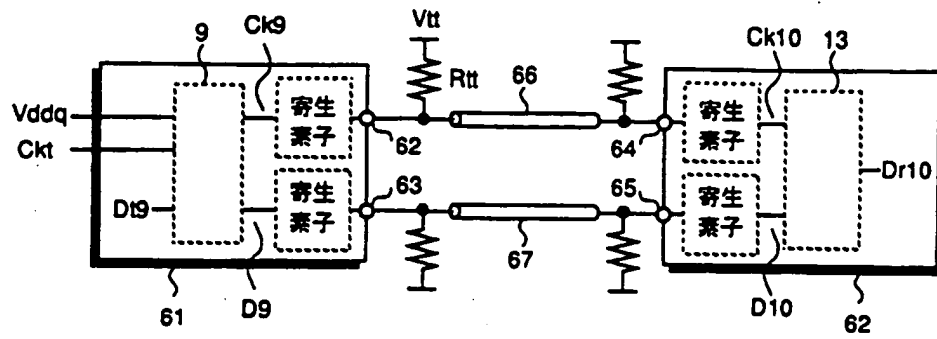 9
Ck9
Vtt
Rtt
66
Ck10
13
Vddq
Ckt
寄生
素子
62
64
寄生
素子
Dr10
Dt9
寄生
素子
63
65
寄生
素子
67
61
D9
D10
62